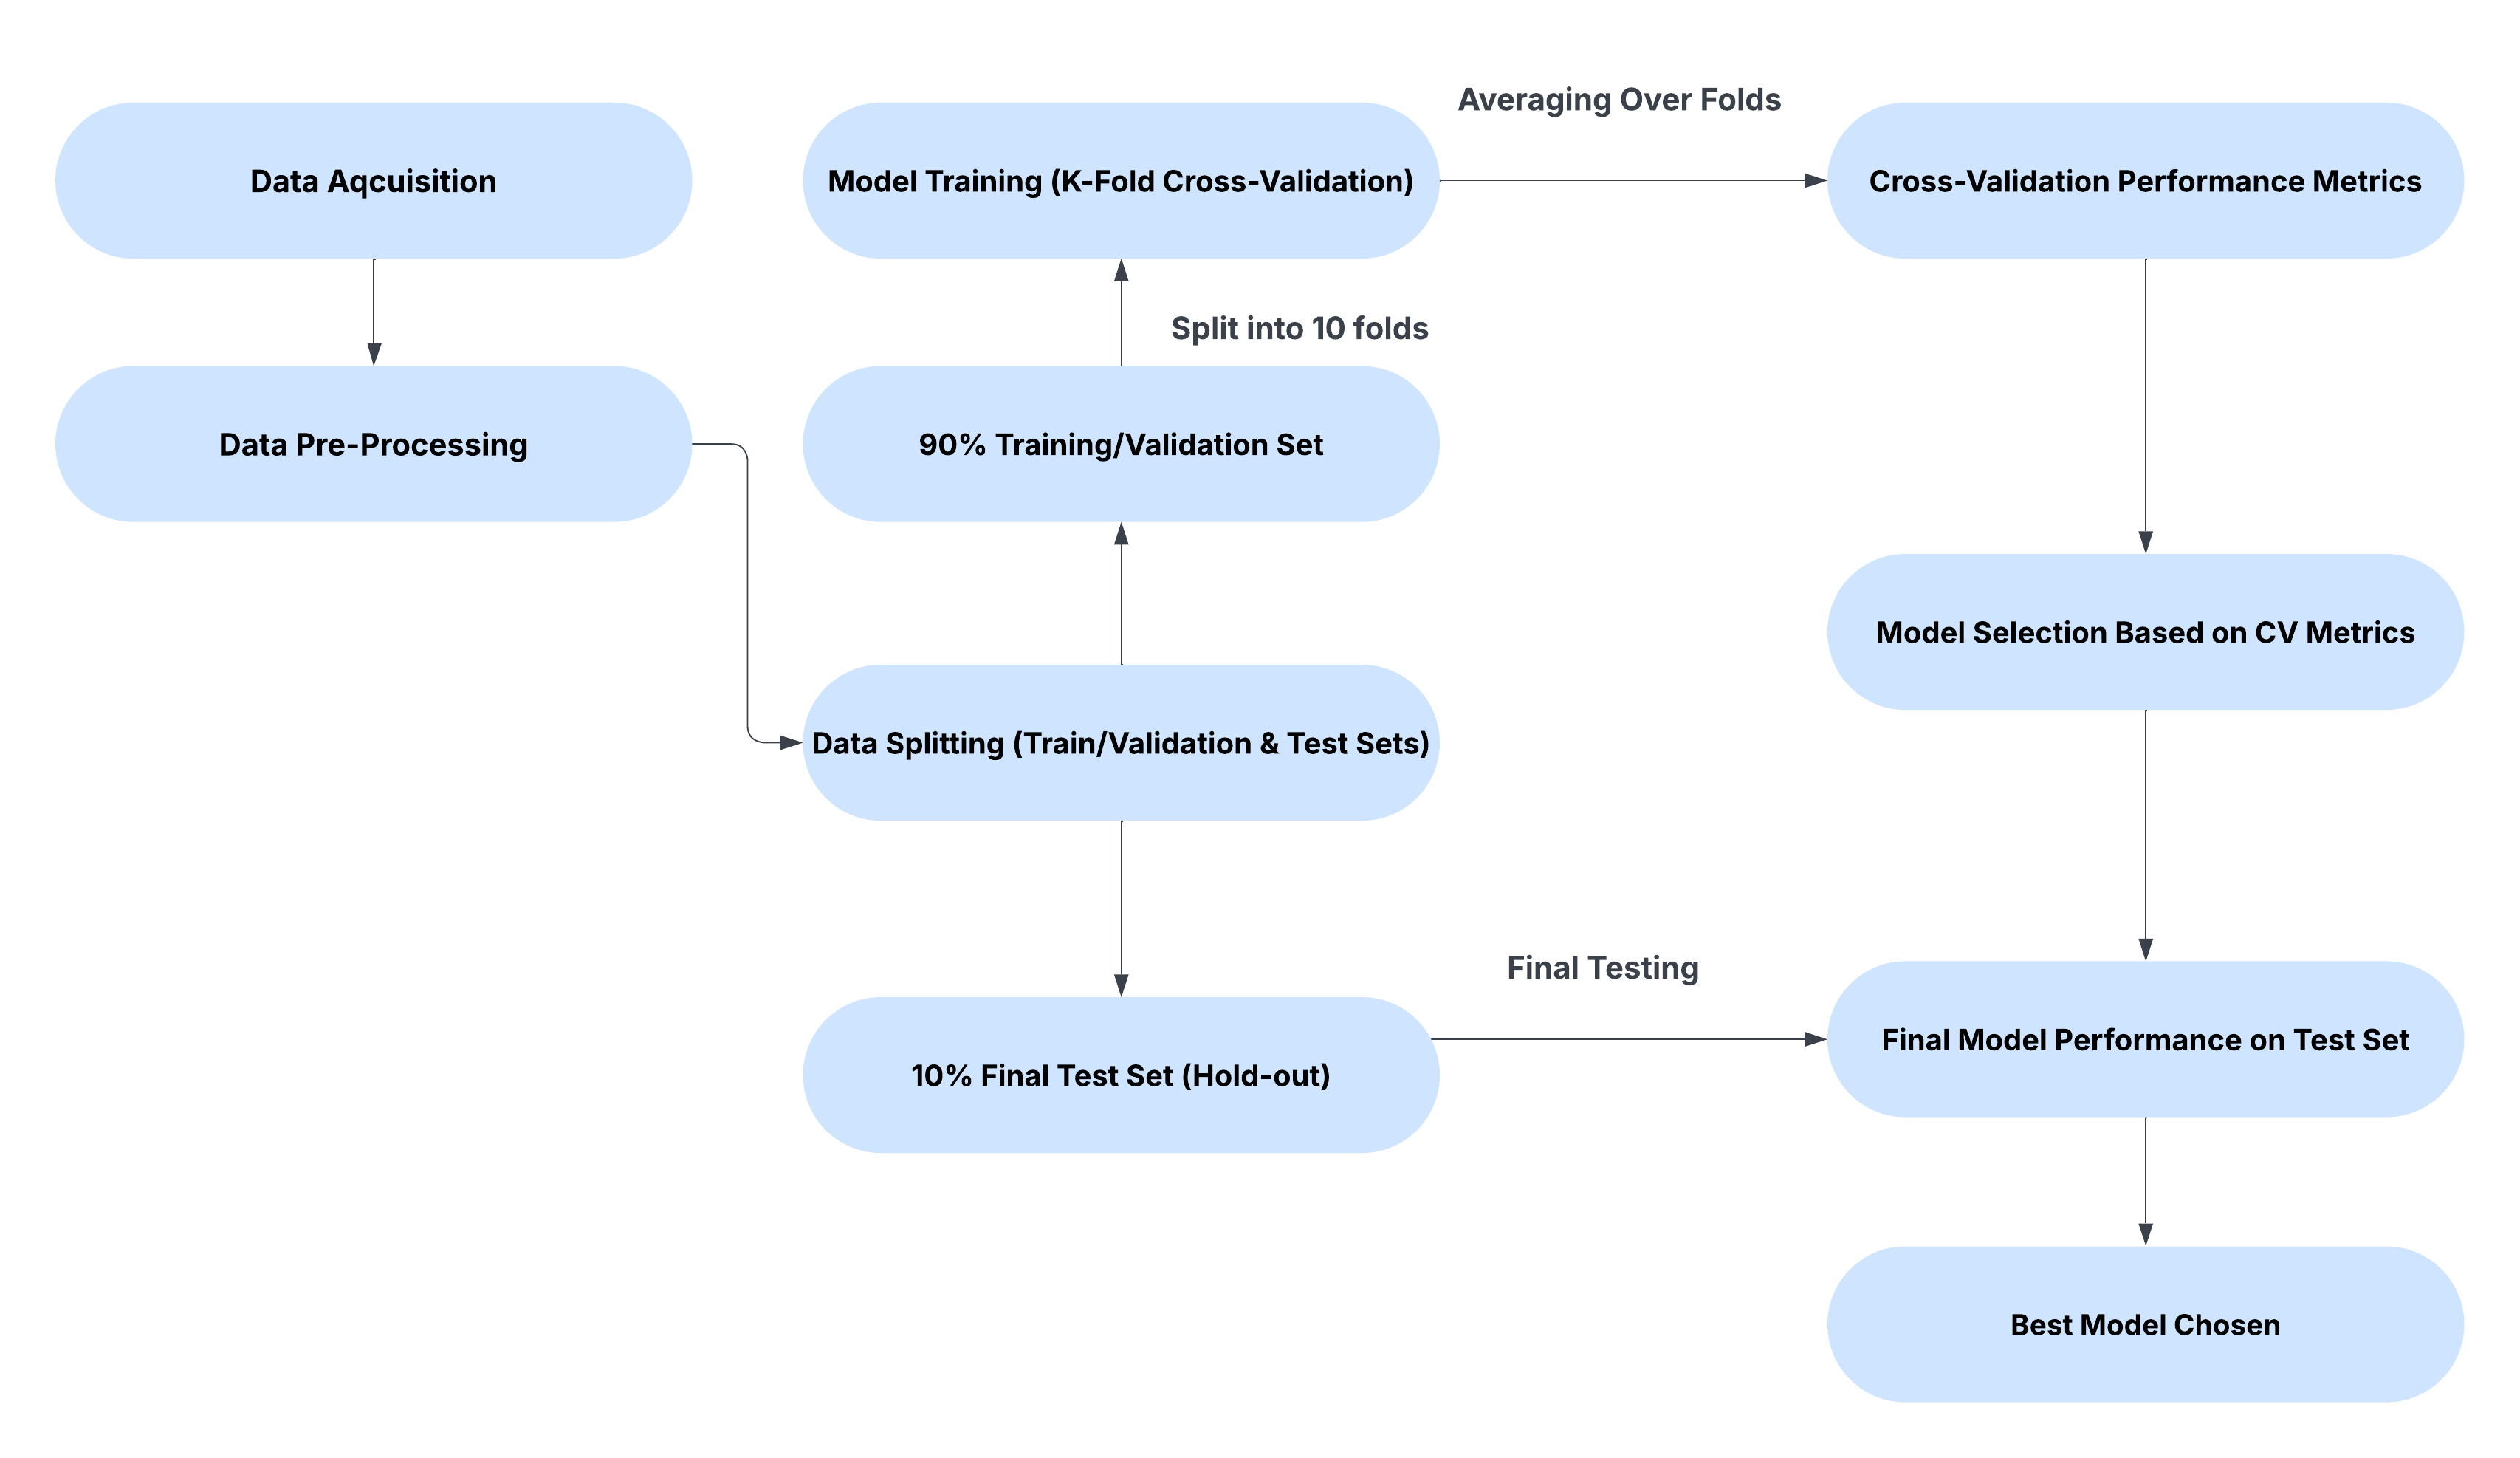 Data Aqcuisition
Data Pre-Processing
Data Splitting (Train/Validation & Test Sets)
90% Training/Validation Set
Split into 10 folds
Model Training (K-Fold Cross-Validation)
Averaging Over Folds
Cross-Validation Performance Metrics
Model Selection Based on CV Metrics
10% Final Test Set (Hold-out)
Final Testing
Final Model Performance on Test Set
Best Model Chosen